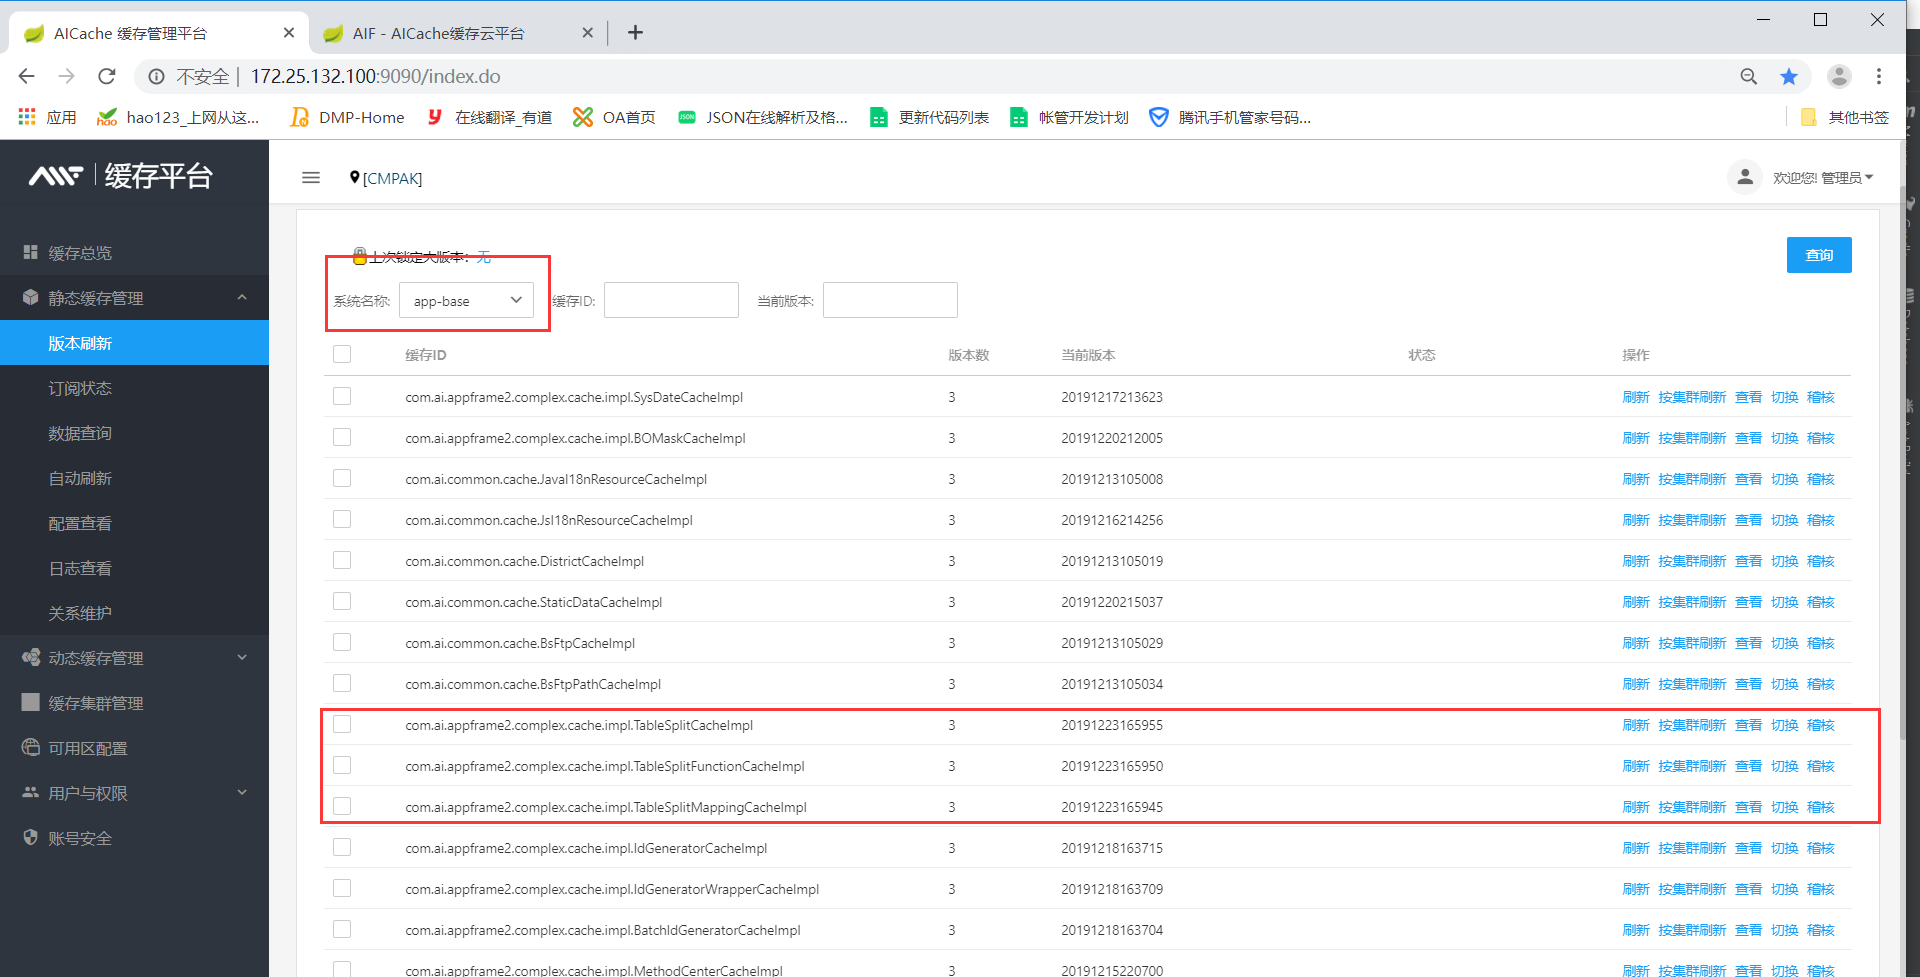 AICache 缓存管理平台
AIF - AICache缓存云平台
不安全 | 172.25.132.100:9090/index.do
应用 hao123_上网从这... DMP-Home 在线翻译_有道 OA首页 JSON在线解析及格... 更新代码列表 帐管开发计划 腾讯手机管家号码... 其他书签
缓存平台
[CMPAK]
欢迎您! 管理员
缓存总览
静态缓存管理
版本刷新
订阅状态
数据查询
自动刷新
配置查看
日志查看
关系维护
动态缓存管理
缓存集群管理
可用区配置
用户与权限
账号安全
上次锁定大版本: 无
查询
系统名称: app-base 缓存ID: 当前版本:
缓存ID 版本数 当前版本 状态 操作
com.ai.appframe2.complex.cache.impl.SysDateCacheImpl 3 20191217213623 刷新 按集群刷新 查看 切换 稽核
com.ai.appframe2.complex.cache.impl.BOMaskCacheImpl 3 20191220212005 刷新 按集群刷新 查看 切换 稽核
com.ai.common.cache.JavaI18nResourceCacheImpl 3 20191213105008 刷新 按集群刷新 查看 切换 稽核
com.ai.common.cache.JsI18nResourceCacheImpl 3 20191216214256 刷新 按集群刷新 查看 切换 稽核
com.ai.common.cache.DistrictCacheImpl 3 20191213105019 刷新 按集群刷新 查看 切换 稽核
com.ai.common.cache.StaticDataCacheImpl 3 20191220215037 刷新 按集群刷新 查看 切换 稽核
com.ai.common.cache.BsFtpCacheImpl 3 20191213105029 刷新 按集群刷新 查看 切换 稽核
com.ai.common.cache.BsFtpPathCacheImpl 3 20191213105034 刷新 按集群刷新 查看 切换 稽核
com.ai.appframe2.complex.cache.impl.TableSplitCacheImpl 3 20191223165955 刷新 按集群刷新 查看 切换 稽核
com.ai.appframe2.complex.cache.impl.TableSplitFunctionCacheImpl 3 20191223165950 刷新 按集群刷新 查看 切换 稽核
com.ai.appframe2.complex.cache.impl.TableSplitMappingCacheImpl 3 20191223165945 刷新 按集群刷新 查看 切换 稽核
com.ai.appframe2.complex.cache.impl.IdGeneratorCacheImpl 3 20191218163715 刷新 按集群刷新 查看 切换 稽核
com.ai.appframe2.complex.cache.impl.IdGeneratorWrapperCacheImpl 3 20191218163709 刷新 按集群刷新 查看 切换 稽核
com.ai.appframe2.complex.cache.impl.BatchIdGeneratorCacheImpl 3 20191218163704 刷新 按集群刷新 查看 切换 稽核
com.ai.appframe2.complex.cache.impl.MethodCenterCacheImpl 3 20191215220700 刷新 按集群刷新 查看 切换 稽核